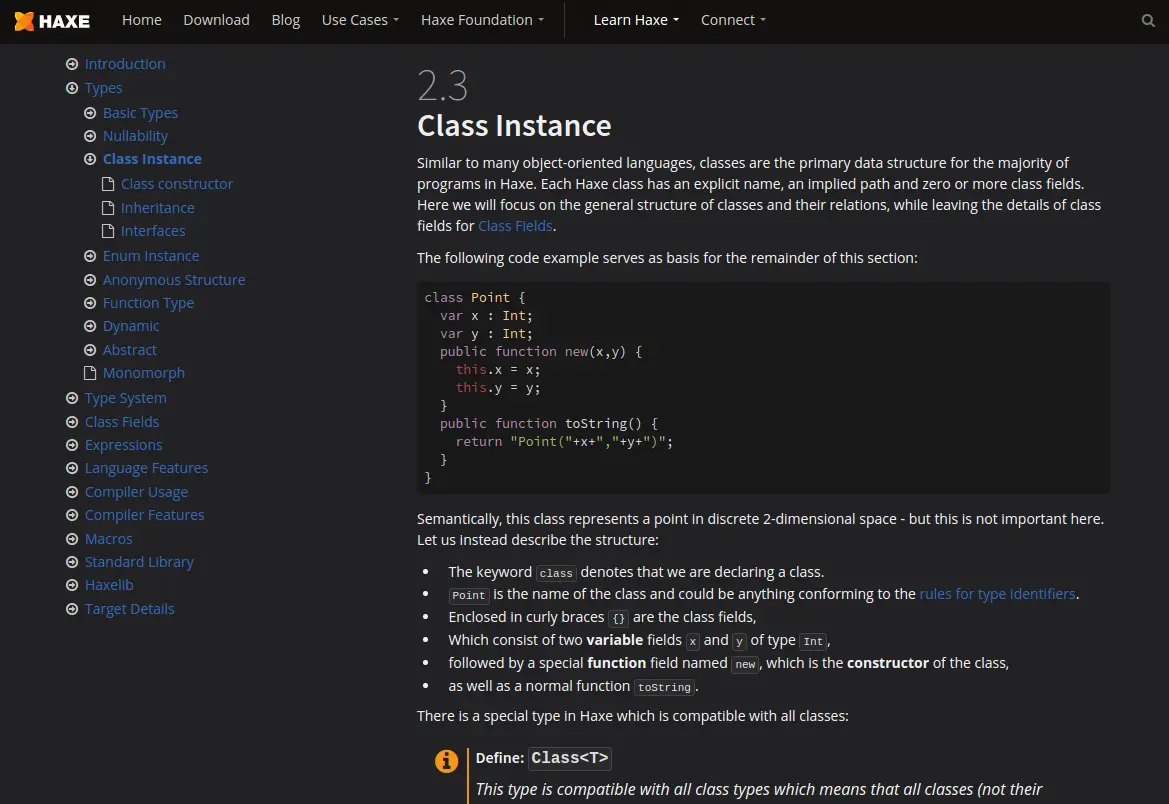 HAXE Home Download Blog Use Cases Haxe Foundation Learn Haxe Connect
Introduction
Types
Basic Types
Nullability
Class Instance
Class constructor
Inheritance
Interfaces
Enum Instance
Anonymous Structure
Function Type
Dynamic
Abstract
Monomorph
Type System
Class Fields
Expressions
Language Features
Compiler Usage
Compiler Features
Macros
Standard Library
Haxelib
Target Details
2.3
Class Instance
Similar to many object-oriented languages, classes are the primary data structure for the majority of
programs in Haxe. Each Haxe class has an explicit name, an implied path and zero or more class fields.
Here we will focus on the general structure of classes and their relations, while leaving the details of class
fields for Class Fields.
The following code example serves as basis for the remainder of this section:
class Point {
  var x : Int;
  var y : Int;
  public function new(x,y) {
    this.x = x;
    this.y = y;
  }
  public function toString() {
    return "Point("+x+","+y+")";
  }
}
Semantically, this class represents a point in discrete 2-dimensional space - but this is not important here.
Let us instead describe the structure:
• The keyword class denotes that we are declaring a class.
• Point is the name of the class and could be anything conforming to the rules for type identifiers.
• Enclosed in curly braces {} are the class fields,
• Which consist of two variable fields x and y of type Int,
• followed by a special function field named new, which is the constructor of the class,
• as well as a normal function toString.
There is a special type in Haxe which is compatible with all classes:
Define: Class<T>
This type is compatible with all class types which means that all classes (not their